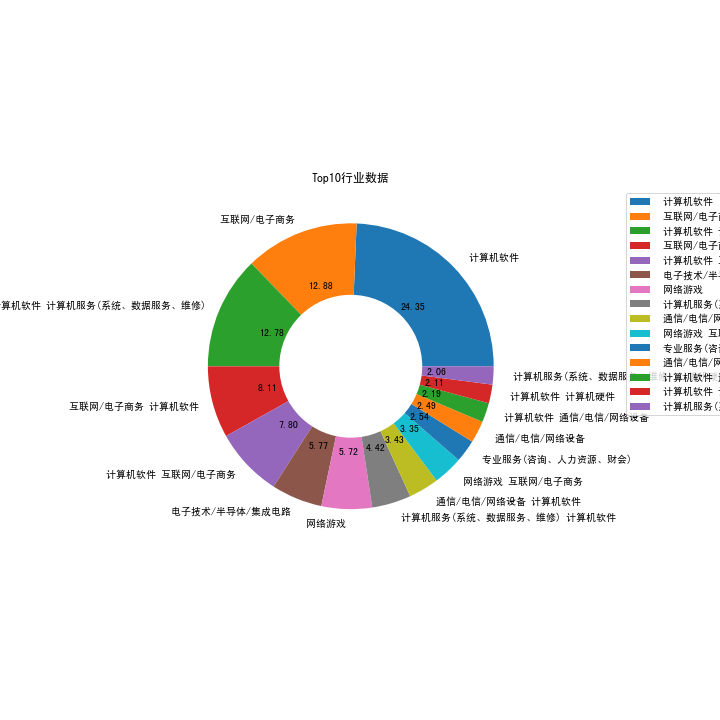 Top10行业数据
互联网/电子商务
计算机软件
计算机软件 计算机服务(系统、数据服务、维修)
互联网/电子商务 计算机软件
计算机软件 互联网/电子商务
电子技术/半导体/集成电路
网络游戏
计算机服务(系统、数据服务、维修) 计算机软件
通信/电信/网络设备 计算机软件
网络游戏 互联网/电子商务
专业服务(咨询、人力资源、财会)
通信/电信/网络设备
计算机软件 通信/电信/网络设备
计算机软件 计算机硬件
计算机服务(系统、数据服
24.35
12.88
12.78
8.11
7.80
5.77
5.72
4.42
3.43
3.35
2.54
2.49
2.19
2.11
2.06
计算机软件
互联网/电子
计算机软件
互联网/电子
计算机软件
电子技术/半
网络游戏
计算机服务(系
通信/电信/网
网络游戏 互
专业服务(咨
通信/电信/网
计算机软件
计算机软件
计算机服务(系